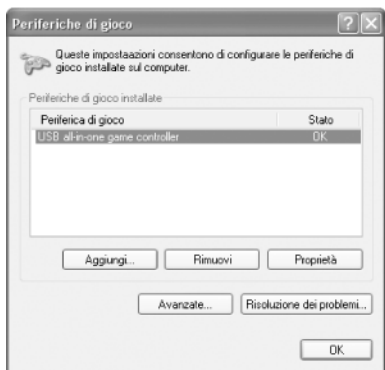 Periferiche di gioco
Queste impostaazioni consentono di configurare le periferiche di
gioco installate sul computer.
Periferiche di gioco installate
Periferica di gioco Stato
USB all-in-one game controller OK
Aggiungi... Rimuovi Proprietà
Avanzate... Risoluzione dei problemi...
OK